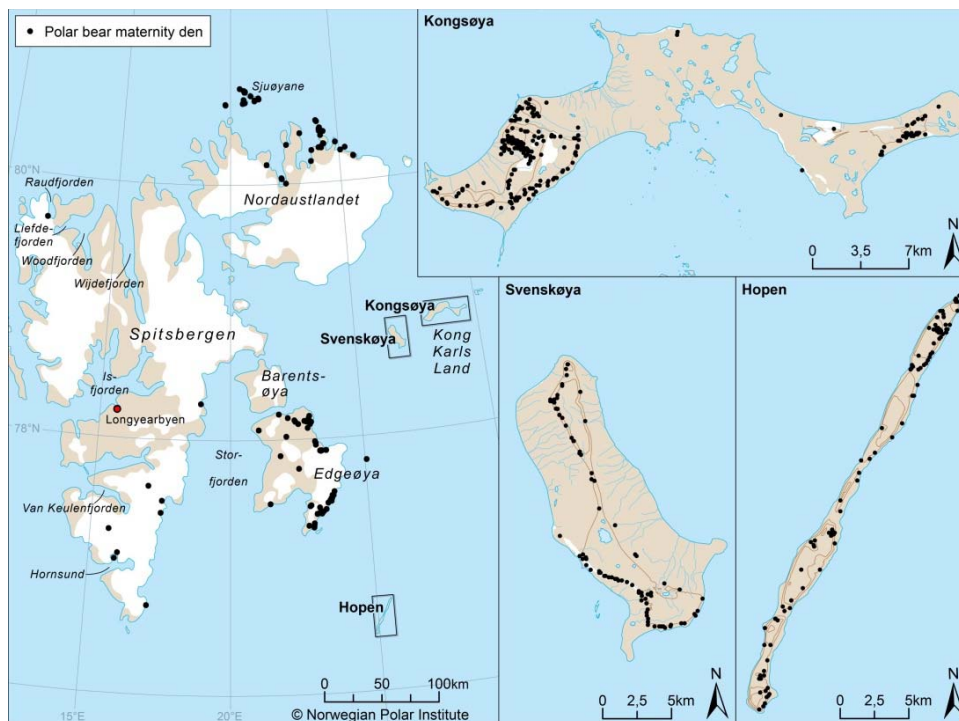 Polar bear maternity den
Sjuøyane
80°N
Raudfjorden
Liefde-
fjorden
Woodfjorden
Wijdefjorden
Nordaustlandet
Spitsbergen
Kongsøya
Svenskøya
Kong
Karls
Land
Is-
fjorden
Longyearbyen
Barents-
øya
78°N
Stor-
fjorden
Edgeøya
Van Keulenfjorden
Hornsund
Hopen
0 50 100km
15°E
20°E
© Norwegian Polar Institute
Kongsøya
N
0 3,5 7km
Svenskøya
N
0 2,5 5km
Hopen
N
0 2,5 5km